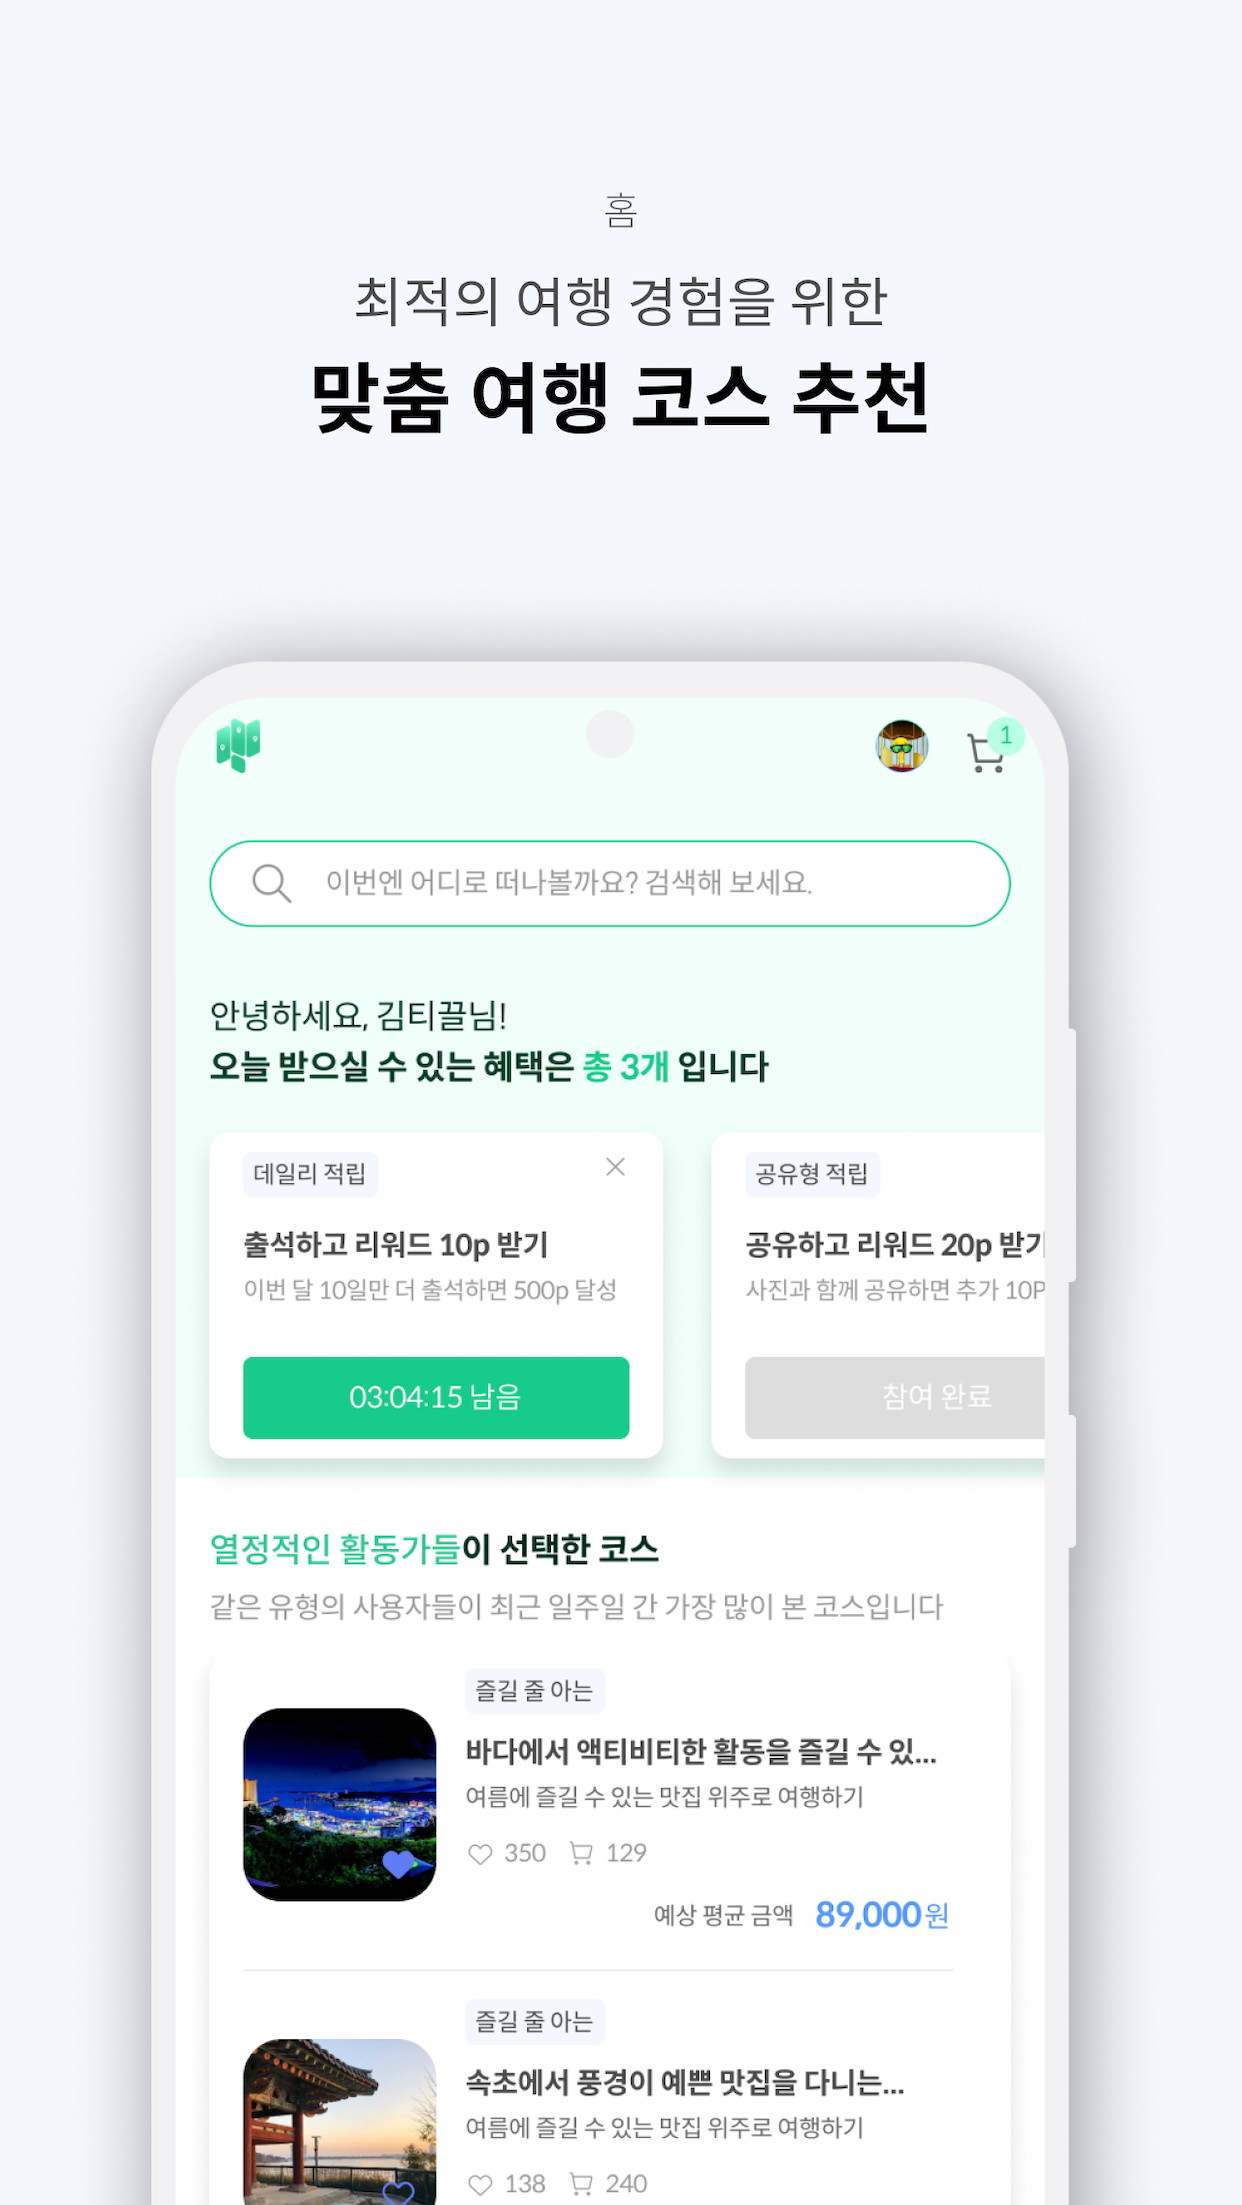 홈
최적의 여행 경험을 위한
맞춤 여행 코스 추천
1
이번엔 어디로 떠나볼까요? 검색해 보세요.
안녕하세요, 김티끌님!
오늘 받으실 수 있는 혜택은 총 3개 입니다
데일리 적립
출석하고 리워드 10p 받기
이번 달 10일만 더 출석하면 500p 달성
03:04:15 남음
공유형 적립
공유하고 리워드 20p 받기
사진과 함께 공유하면 추가 10P
참여 완료
열정적인 활동가들이 선택한 코스
같은 유형의 사용자들이 최근 일주일 간 가장 많이 본 코스입니다
즐길 줄 아는
바다에서 액티비티한 활동을 즐길 수 있...
여름에 즐길 수 있는 맛집 위주로 여행하기
350 129
예상 평균 금액 89,000원
즐길 줄 아는
속초에서 풍경이 예쁜 맛집을 다니는...
여름에 즐길 수 있는 맛집 위주로 여행하기
138 240